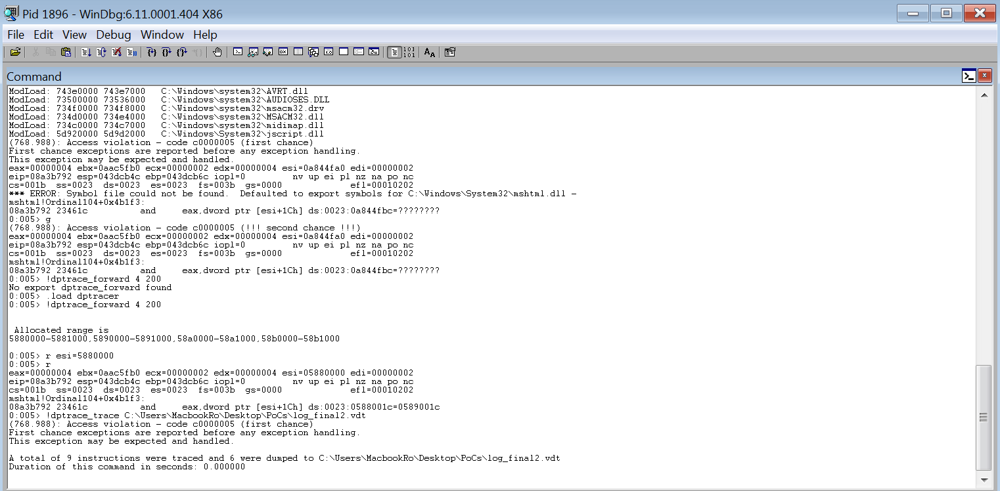 Pid 1896 - WinDbg:6.11.0001.404 X86
File Edit View Debug Window Help
Command
ModLoad: 743e0000 743e7000   C:\Windows\system32\AVRT.dll
ModLoad: 73500000 73536000   C:\Windows\system32\AUDIOSES.DLL
ModLoad: 734f0000 734f8000   C:\Windows\system32\msacm32.drv
ModLoad: 734d0000 734e4000   C:\Windows\system32\MSACM32.dll
ModLoad: 734c0000 734c7000   C:\Windows\system32\midimap.dll
ModLoad: 5d920000 5d9d2000   C:\Windows\System32\jscript.dll
(768.988): Access violation - code c0000005 (first chance)
First chance exceptions are reported before any exception handling.
This exception may be expected and handled.
eax=00000004 ebx=0aac5fb0 ecx=00000002 edx=00000004 esi=0a844fa0 edi=00000002
eip=08a3b792 esp=043dcb4c ebp=043dcb6c iopl=0         nv up ei pl nz na po nc
cs=001b  ss=0023  ds=0023  es=0023  fs=003b  gs=0000             efl=00010202
*** ERROR: Symbol file could not be found.  Defaulted to export symbols for C:\Windows\System32\mshtml.dll -
mshtml!Ordinal104+0x4b1f3:
08a3b792 23461c          and     eax,dword ptr [esi+1Ch] ds:0023:0a844fbc=????????
0:005> g
(768.988): Access violation - code c0000005 (!!! second chance !!!)
eax=00000004 ebx=0aac5fb0 ecx=00000002 edx=00000004 esi=0a844fa0 edi=00000002
eip=08a3b792 esp=043dcb4c ebp=043dcb6c iopl=0         nv up ei pl nz na po nc
cs=001b  ss=0023  ds=0023  es=0023  fs=003b  gs=0000             efl=00010202
mshtml!Ordinal104+0x4b1f3:
08a3b792 23461c          and     eax,dword ptr [esi+1Ch] ds:0023:0a844fbc=????????
0:005> !dptrace_forward 4 200
No export dptrace_forward found
0:005> .load dptracer
0:005> !dptrace_forward 4 200
Allocated range is
5880000-5881000,5890000-5891000,58a0000-58a1000,58b0000-58b1000
0:005> r esi=5880000
0:005> r
eax=00000004 ebx=0aac5fb0 ecx=00000002 edx=00000004 esi=05880000 edi=00000002
eip=08a3b792 esp=043dcb4c ebp=043dcb6c iopl=0         nv up ei pl nz na po nc
cs=001b  ss=0023  ds=0023  es=0023  fs=003b  gs=0000             efl=00010202
mshtml!Ordinal104+0x4b1f3:
08a3b792 23461c          and     eax,dword ptr [esi+1Ch] ds:0023:0588001c=0589001c
0:005> !dptrace_trace C:\Users\MacbookRo\Desktop\PoCs\log_final2.vdt
(768.988): Access violation - code c0000005 (first chance)
First chance exceptions are reported before any exception handling.
This exception may be expected and handled.
A total of 9 instructions were traced and 6 were dumped to C:\Users\MacbookRo\Desktop\PoCs\log_final2.vdt
Duration of this command in seconds: 0.000000